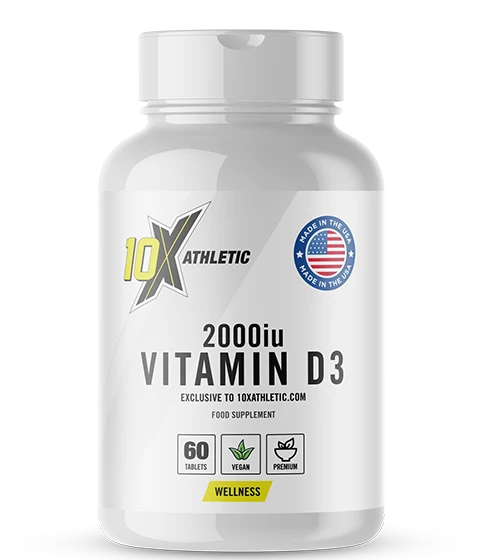 10X ATHLETIC
MADE IN THE USA
MADE IN THE USA
2000iu
VITAMIN D3
EXCLUSIVE TO 10XATHLETIC.COM
FOOD SUPPLEMENT
60
TABLETS
VEGAN
PREMIUM
WELLNESS